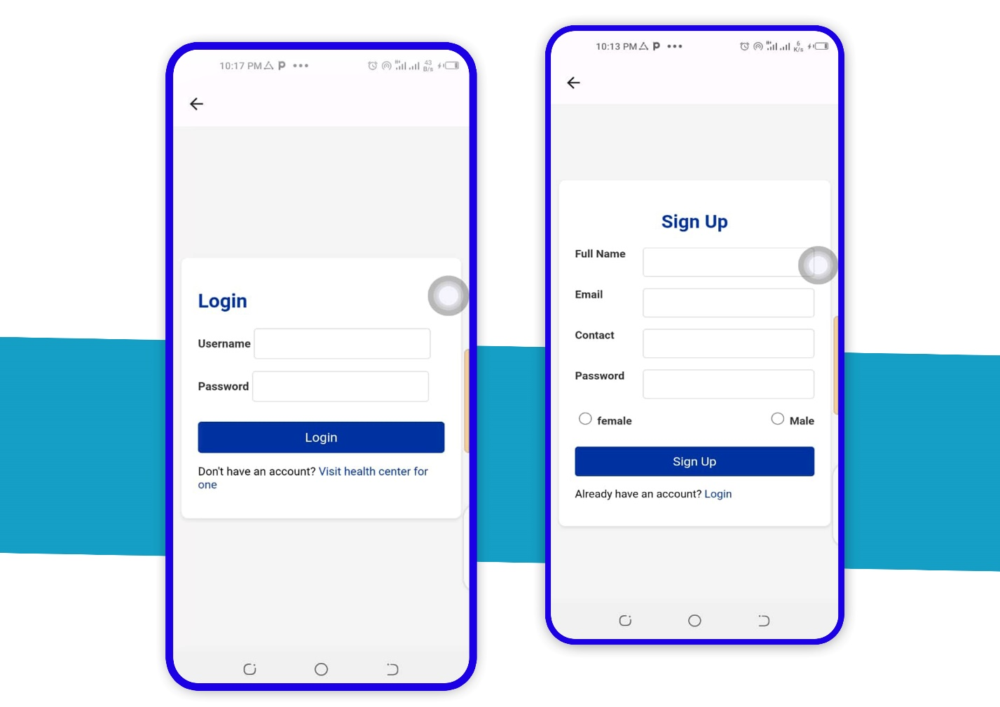 10:17 PM P •••
43
B/s
Login
Username
Password
Login
Don't have an account? Visit health center for
one
10:13 PM P •••
6
K/s
Sign Up
Full Name
Email
Contact
Password
female
Male
Sign Up
Already have an account? Login